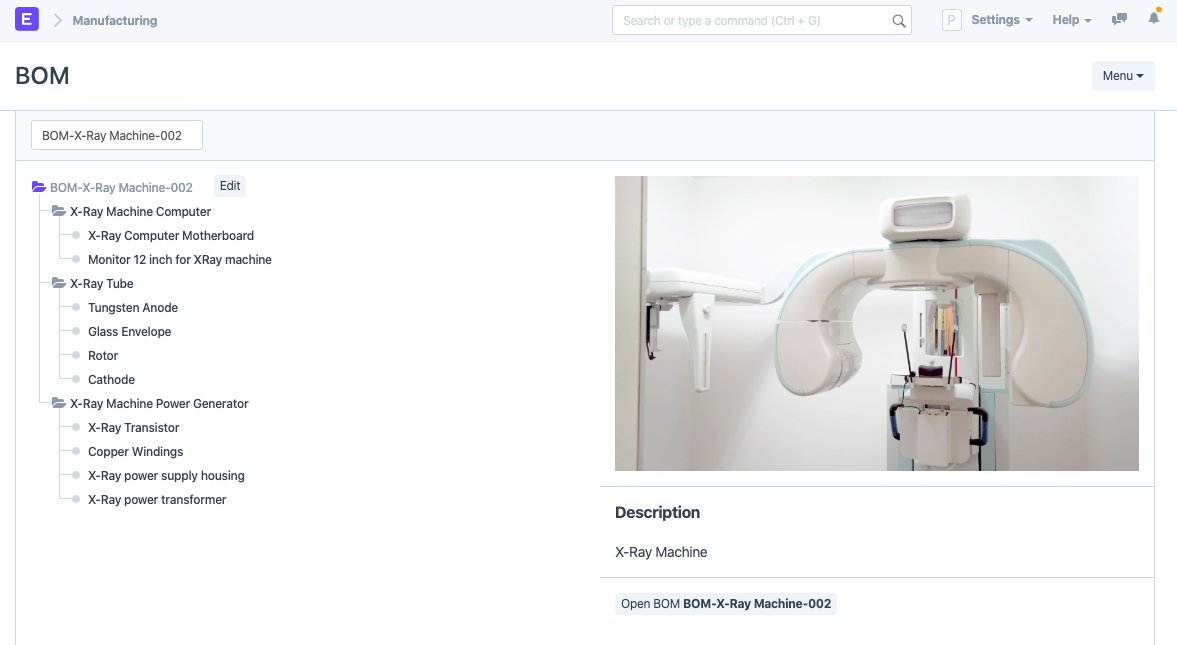 E Manufacturing Search or type a command (Ctrl + G) P Settings Help
BOM Menu
BOM-X-Ray Machine-002
BOM-X-Ray Machine-002 Edit
X-Ray Machine Computer
X-Ray Computer Motherboard
Monitor 12 inch for XRay machine
X-Ray Tube
Tungsten Anode
Glass Envelope
Rotor
Cathode
X-Ray Machine Power Generator
X-Ray Transistor
Copper Windings
X-Ray power supply housing
X-Ray power transformer
Description
X-Ray Machine
Open BOM BOM-X-Ray Machine-002